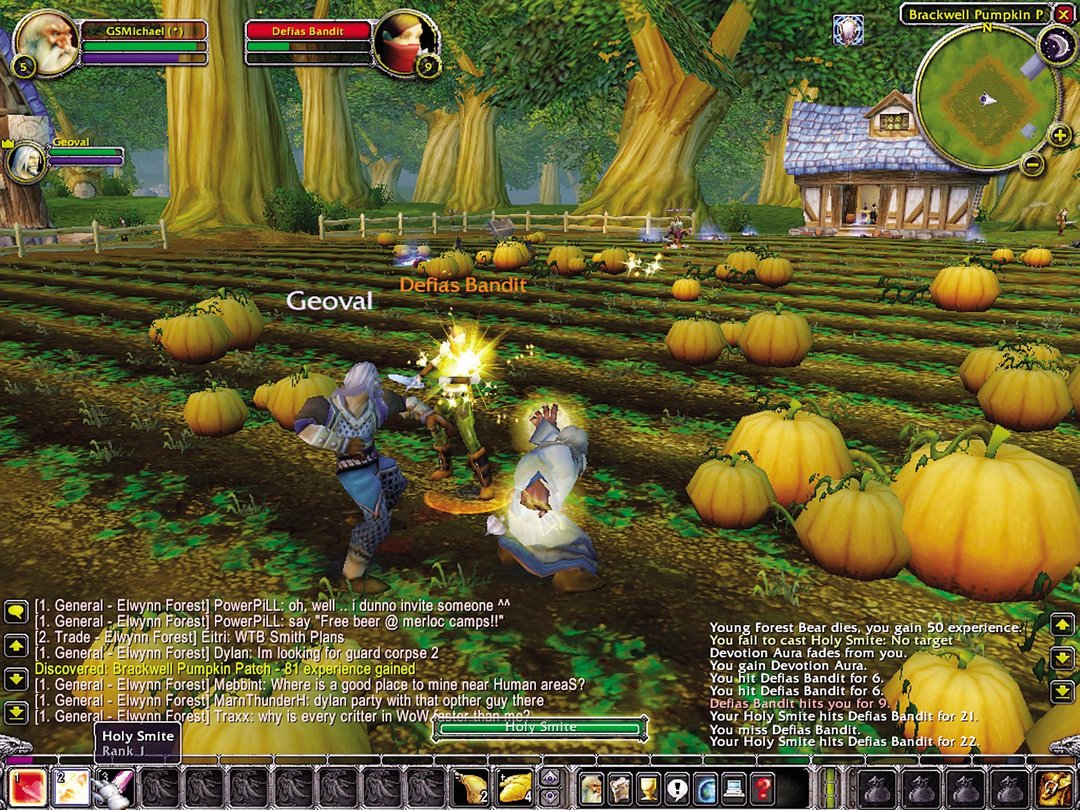 GSMichael (*)
5
Defias Bandit
9
Brackwell Pumpkin P
N
Geoval
Defias Bandit
Geoval
[1. General - Elwynn Forest] PowerPiLL: oh, well .. i dunno invite someone ^^
[1. General - Elwynn Forest] PowerPiLL: say "Free beer @ merloc camps!!"
[2. Trade - Elwynn Forest] Eitri: WTB Smith Plans
[1. General - Elwynn Forest] Dylan: Im looking for guard corpse 2
Discovered: Brackwell Pumpkin Patch - 81 experience gained
[1. General - Elwynn Forest] Mebbiht: Where is a good place to mine near Human areaS?
[1. General - Elwynn Forest] MarnThunderH: dylan party with that opther guy there
[1. General - Elwynn Forest] Traxx: why is every critter in WoW faster than me?
Young Forest Bear dies, you gain 50 experience.
You fail to cast Holy Smite: No target
Devotion Aura fades from you.
You gain Devotion Aura.
You hit Defias Bandit for 6.
You hit Defias Bandit for 6.
Defias Bandit hits you for 9.
Your Holy Smite hits Defias Bandit for 21.
You miss Defias Bandit.
Your Holy Smite hits Defias Bandit for 22.
Holy Smite
Holy Smite
Rank 1
1
2
3
2
4